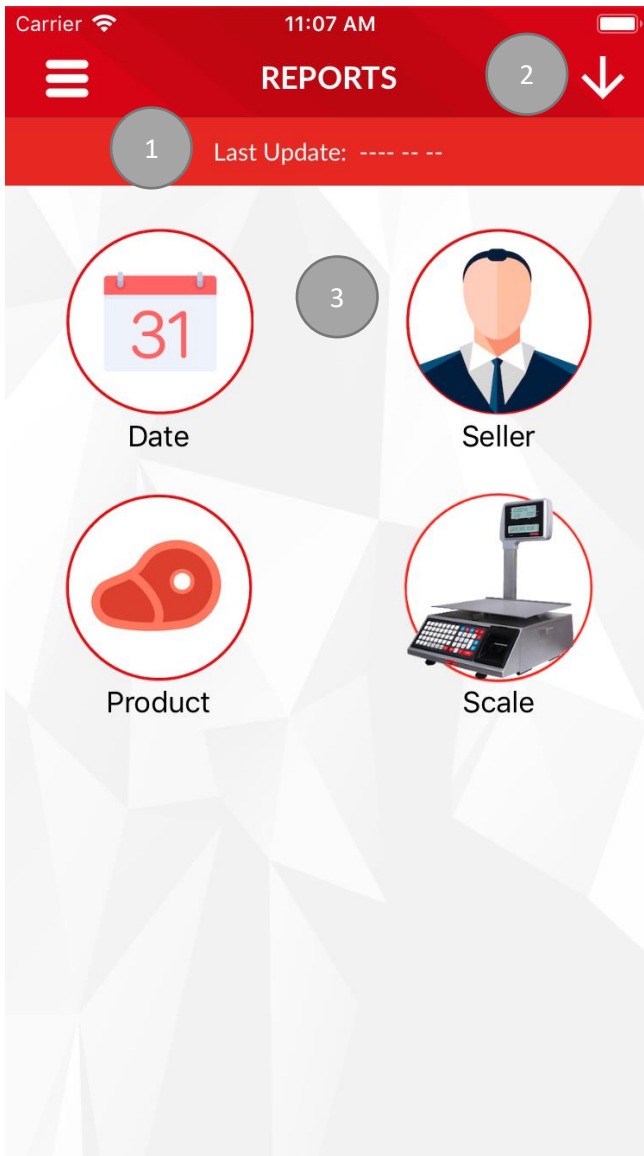 Carrier 11:07 AM
REPORTS 2
1 Last Update: ---- -- --
3
31
Date Seller
Product Scale